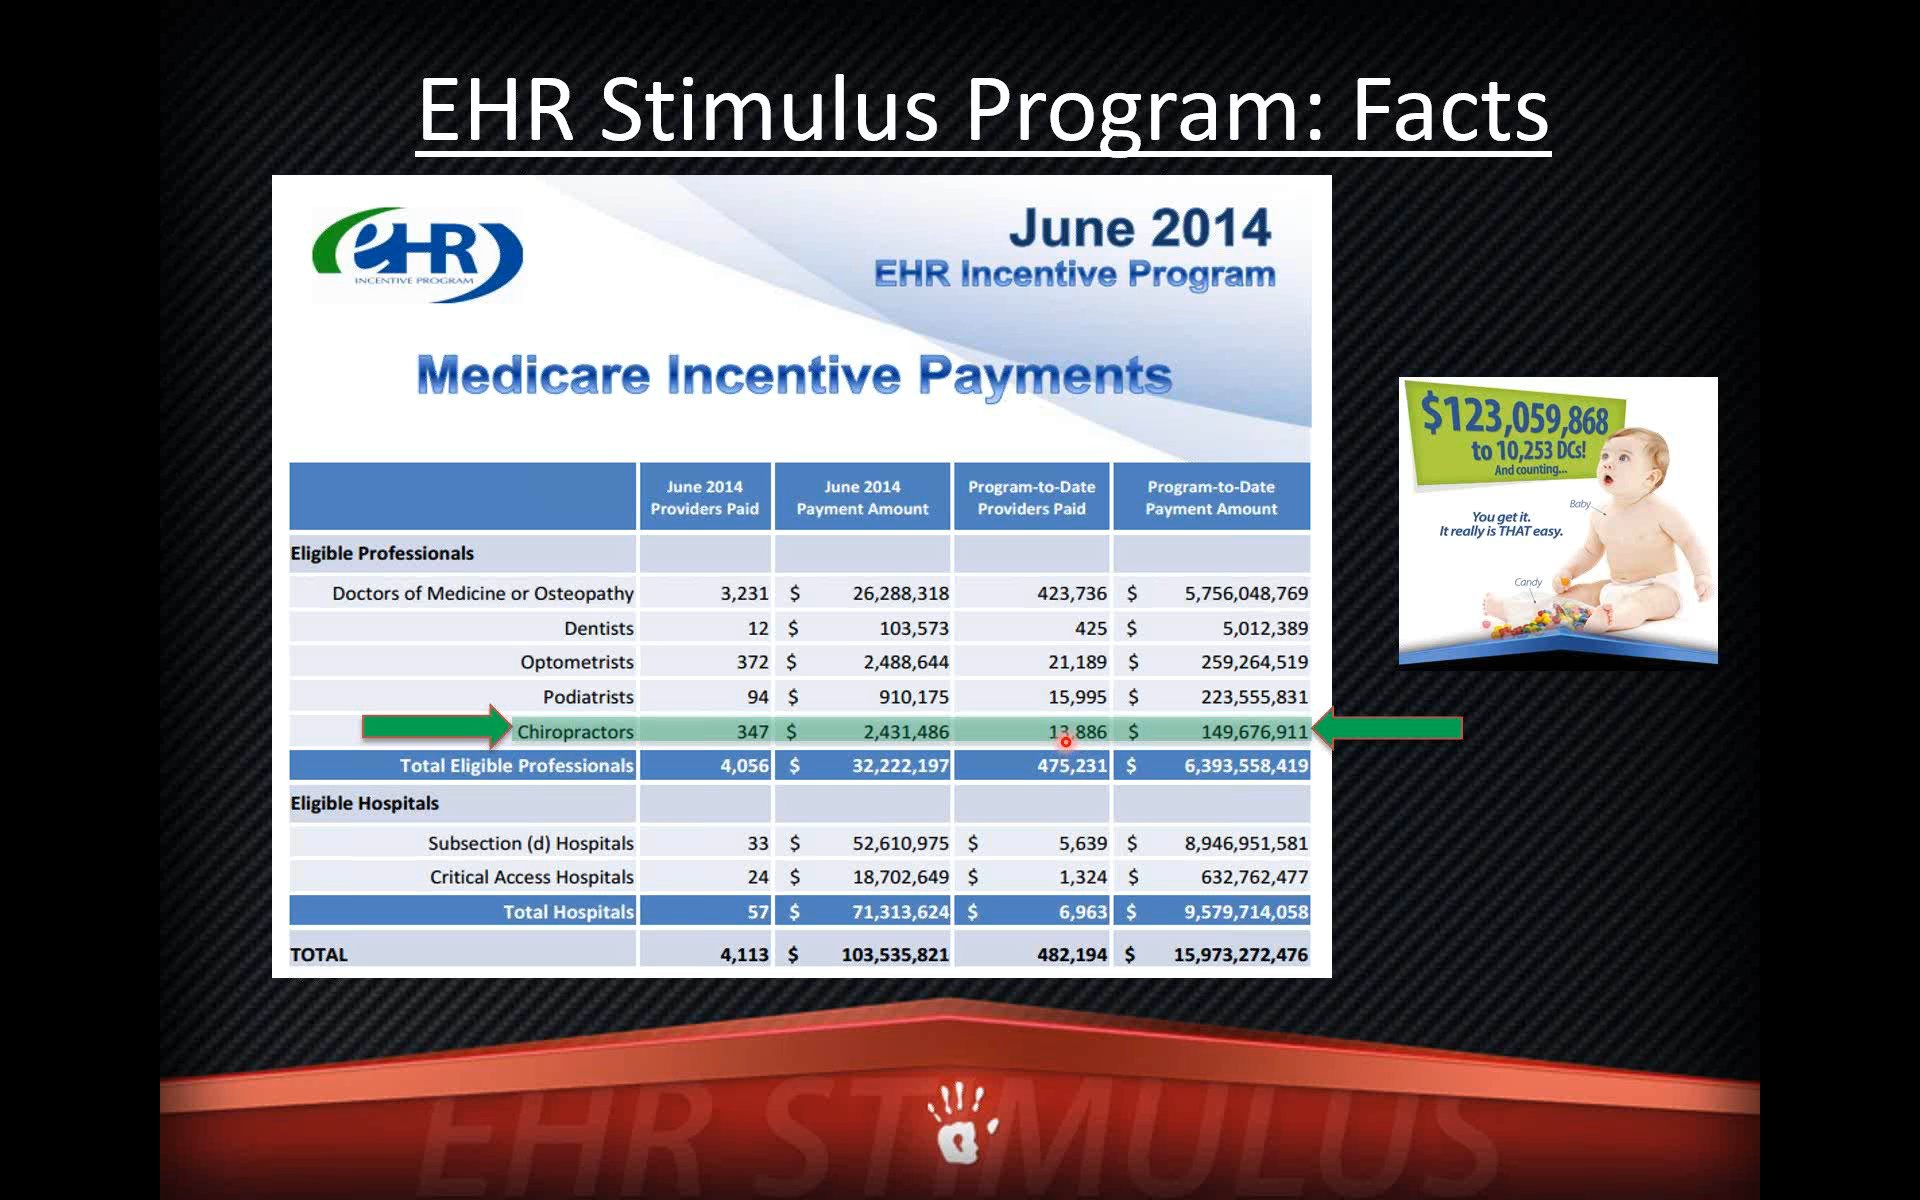 EHR Stimulus Program: Facts
eHR
INCENTIVE PROGRAM
June 2014
EHR Incentive Program
Medicare Incentive Payments
June 2014 Providers Paid June 2014 Payment Amount Program-to-Date Providers Paid Program-to-Date Payment Amount
Eligible Professionals
Doctors of Medicine or Osteopathy 3,231 $ 26,288,318 423,736 $ 5,756,048,769
Dentists 12 $ 103,573 425 $ 5,012,389
Optometrists 372 $ 2,488,644 21,189 $ 259,264,519
Podiatrists 94 $ 910,175 15,995 $ 223,555,831
Chiropractors 347 $ 2,431,486 13,886 $ 149,676,911
Total Eligible Professionals 4,056 $ 32,222,197 475,231 $ 6,393,558,419
Eligible Hospitals
Subsection (d) Hospitals 33 $ 52,610,975 $ 5,639 $ 8,946,951,581
Critical Access Hospitals 24 $ 18,702,649 $ 1,324 $ 632,762,477
Total Hospitals 57 $ 71,313,624 $ 6,963 $ 9,579,714,058
TOTAL 4,113 $ 103,535,821 482,194 $ 15,973,272,476
$123,059,868
to 10,253 DCs!
And counting...
Baby
You get it.
It really is THAT easy.
Candy
EHR STIMULUS